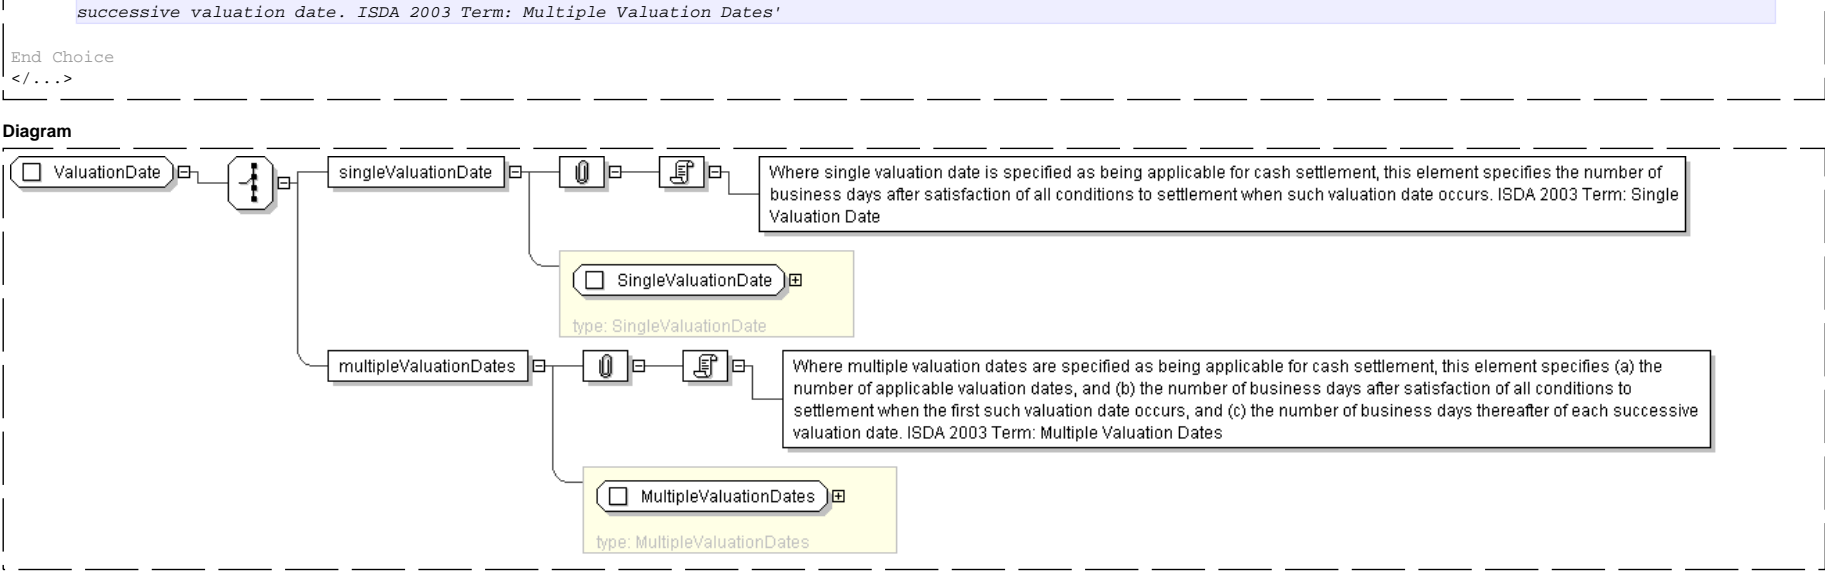 successive valuation date. ISDA 2003 Term: Multiple Valuation Dates'
End Choice
</...>
Diagram
ValuationDate
singleValuationDate
Where single valuation date is specified as being applicable for cash settlement, this element specifies the number of
business days after satisfaction of all conditions to settlement when such valuation date occurs. ISDA 2003 Term: Single
Valuation Date
SingleValuationDate
type: SingleValuationDate
multipleValuationDates
Where multiple valuation dates are specified as being applicable for cash settlement, this element specifies (a) the
number of applicable valuation dates, and (b) the number of business days after satisfaction of all conditions to
settlement when the first such valuation date occurs, and (c) the number of business days thereafter of each successive
valuation date. ISDA 2003 Term: Multiple Valuation Dates
MultipleValuationDates
type: MultipleValuationDates